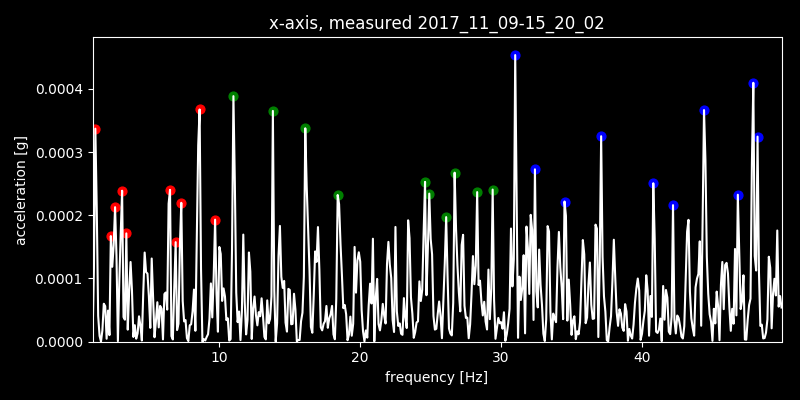 x-axis, measured 2017_11_09-15_20_02
acceleration [g]
0.0004
0.0003
0.0002
0.0001
0.0000
10 20 30 40
frequency [Hz]